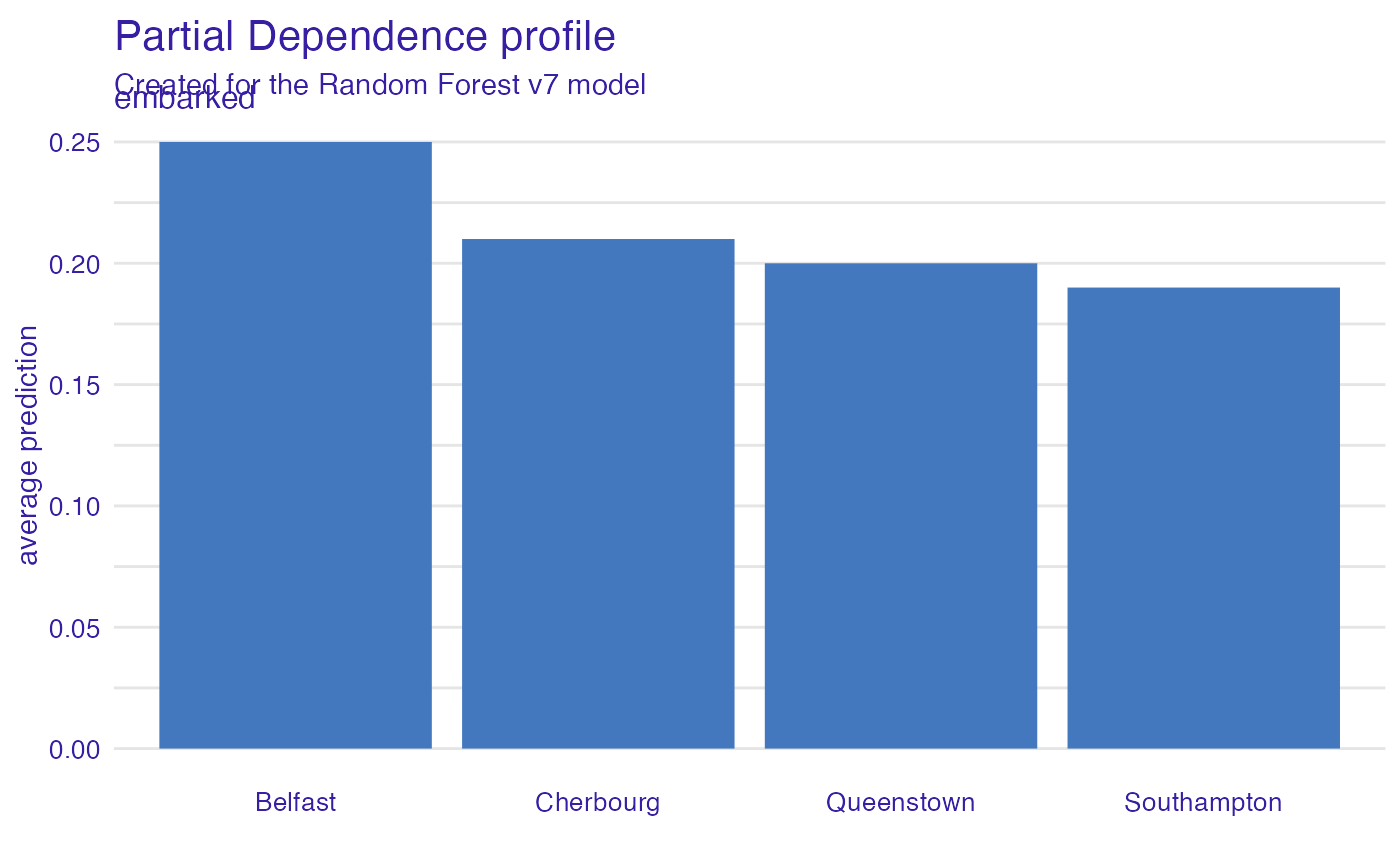 Partial Dependence profile
Created for the Random Forest v7 model
embarked
0.25
0.20
0.15
0.10
0.05
0.00
average prediction
Belfast
Cherbourg
Queenstown
Southampton